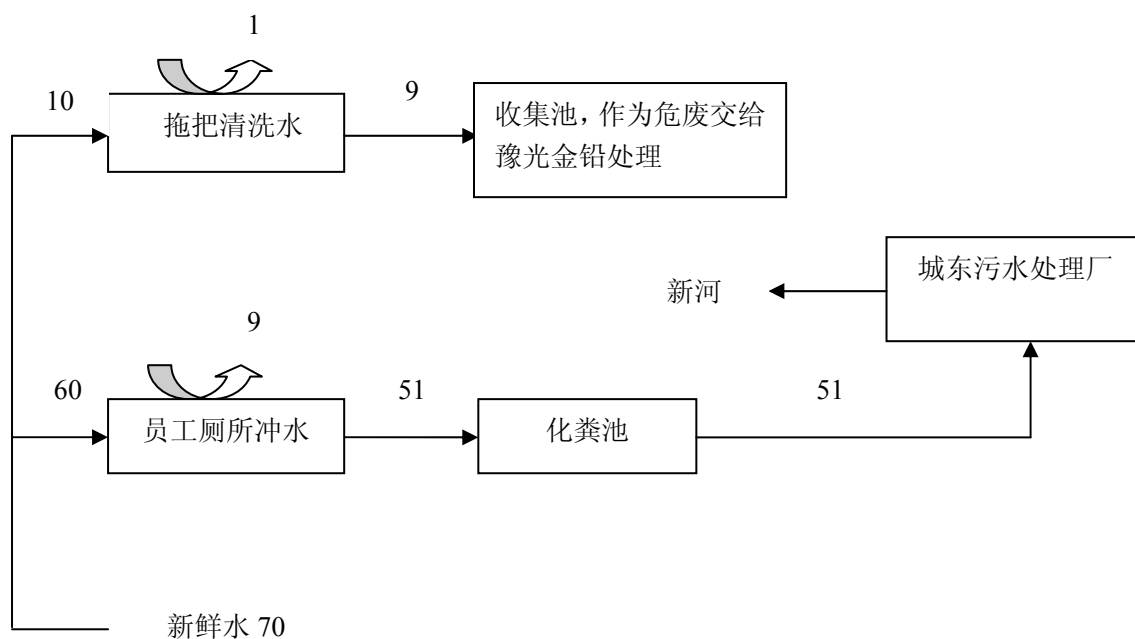 1
10
拖把清洗水
9
收集池，作为危废交给
豫光金铅处理
城东污水处理厂
新河
9
60
员工厕所冲水
51
化粪池
51
新鲜水 70